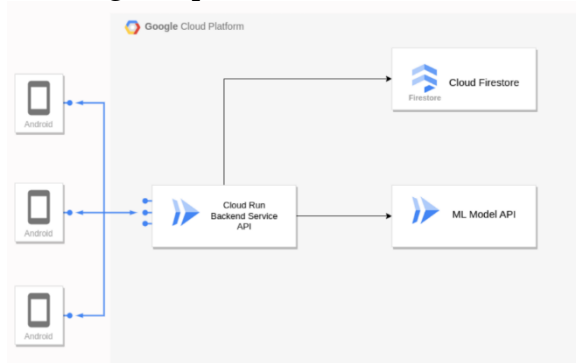 Google Cloud Platform
Android
Android
Android
Cloud Run
Backend Service
API
Firestore
Cloud Firestore
ML Model API